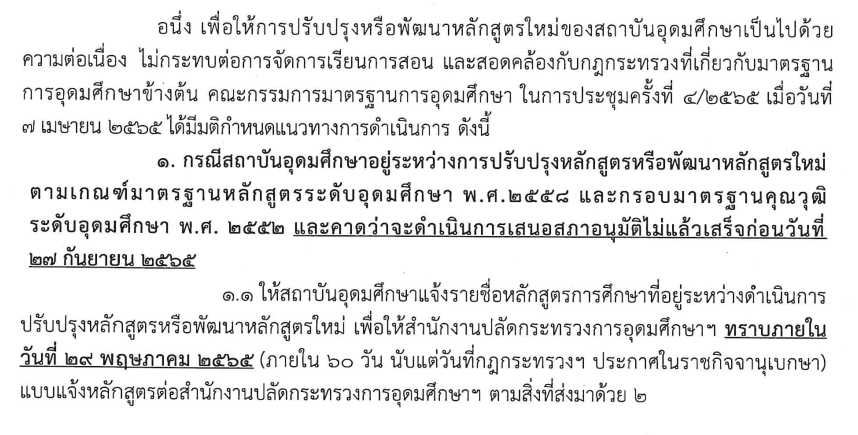 อนึ่ง เพื่อให้การปรับปรุงหรือพัฒนาหลักสูตรใหม่ของสถาบันอุดมศึกษาเป็นไปด้วย
ความต่อเนื่อง ไม่กระทบต่อการจัดการเรียนการสอน และสอดคล้องกับกฎกระทรวงที่เกี่ยวกับมาตรฐาน
การอุดมศึกษาข้างต้น คณะกรรมการมาตรฐานการอุดมศึกษา ในการประชุมครั้งที่ ๔/๒๕๖๕ เมื่อวันที่
๗ เมษายน ๒๕๖๕ ได้มีมติกำหนดแนวทางการดำเนินการ ดังนี้
๑. กรณีสถาบันอุดมศึกษาอยู่ระหว่างการปรับปรุงหลักสูตรหรือพัฒนาหลักสูตรใหม่
ตามเกณฑ์มาตรฐานหลักสูตรระดับอุดมศึกษา พ.ศ.๒๕๕๘ และกรอบมาตรฐานคุณวุฒิ
ระดับอุดมศึกษา พ.ศ. ๒๕๕๒ และคาดว่าจะดำเนินการเสนอสภาอนุมัติไม่แล้วเสร็จก่อนวันที่
๒๗ กันยายน ๒๕๖๕
๑.๑ ให้สถาบันอุดมศึกษาแจ้งรายชื่อหลักสูตรการศึกษาที่อยู่ระหว่างดำเนินการ
ปรับปรุงหลักสูตรหรือพัฒนาหลักสูตรใหม่ เพื่อให้สำนักงานปลัดกระทรวงการอุดมศึกษาฯ ทราบภายใน
วันที่ ๒๙ พฤษภาคม ๒๕๖๕ (ภายใน ๖๐ วัน นับแต่วันที่กฎกระทรวงฯ ประกาศในราชกิจจานุเบกษา)
แบบแจ้งหลักสูตรต่อสำนักงานปลัดกระทรวงการอุดมศึกษาฯ ตามสิ่งที่ส่งมาด้วย ๒